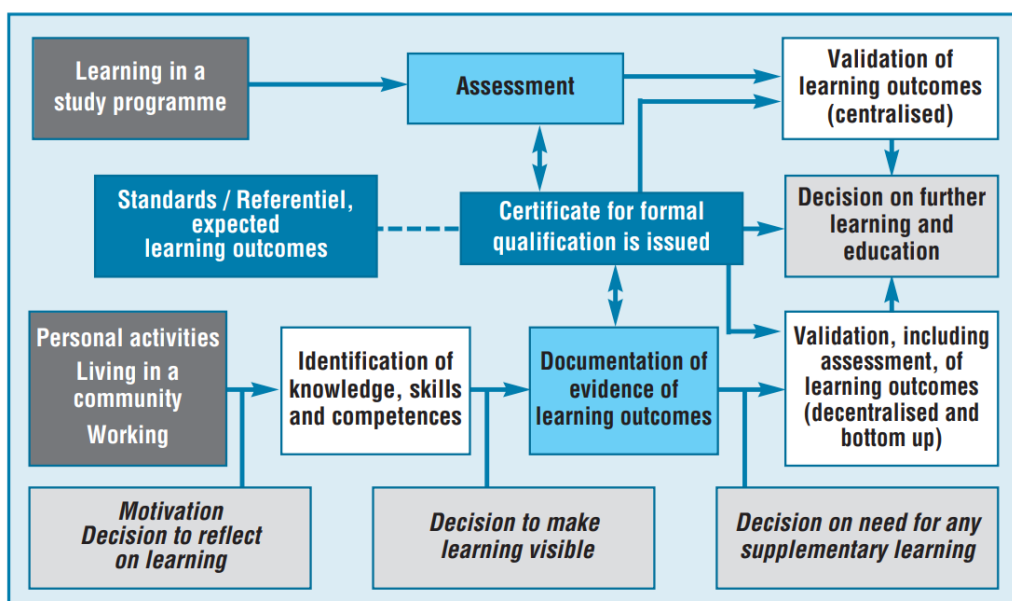 Learning in a
study programme
Assessment
Validation of
learning outcomes
(centralised)
Standards / Referentiel,
expected
learning outcomes
Certificate for formal
qualification is issued
Decision on further
learning and
education
Personal activities
Living in a
community
Working
Identification of
knowledge, skills
and competences
Documentation of
evidence of
learning outcomes
Validation, including
assessment, of
learning outcomes
(decentralised and
bottom up)
Motivation
Decision to reflect
on learning
Decision to make
learning visible
Decision on need for any
supplementary learning